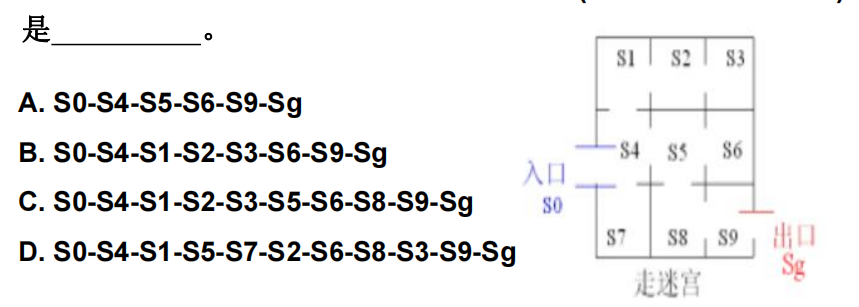 是__________。
A. S0-S4-S5-S6-S9-Sg
B. S0-S4-S1-S2-S3-S6-S9-Sg
C. S0-S4-S1-S2-S3-S5-S6-S8-S9-Sg
D. S0-S4-S1-S5-S7-S2-S6-S8-S3-S9-Sg
S1 S2 S3
S4 S5 S6
入口
S0
S7 S8 S9
出口
Sg
走迷宫